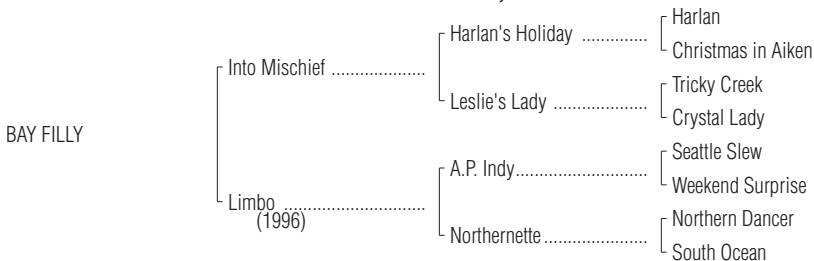 Harlan
Harlan's Holiday ..............
Christmas in Aiken
Into Mischief ....................
Tricky Creek
Leslie's Lady ....................
Crystal Lady
BAY FILLY
Seattle Slew
A.P. Indy............................
Weekend Surprise
Limbo ..............................
(1996)
Northern Dancer
Northernette......................
South Ocean